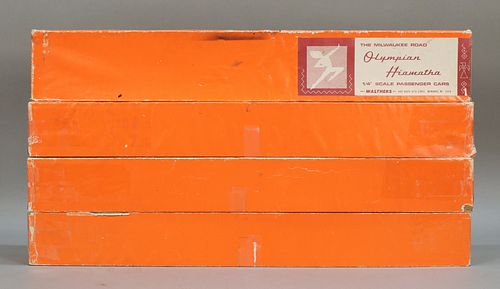 THE MILWAUKEE ROAD
Olympian
Hiawatha
1/4" SCALE PASSENGER CARS
WALTHERS